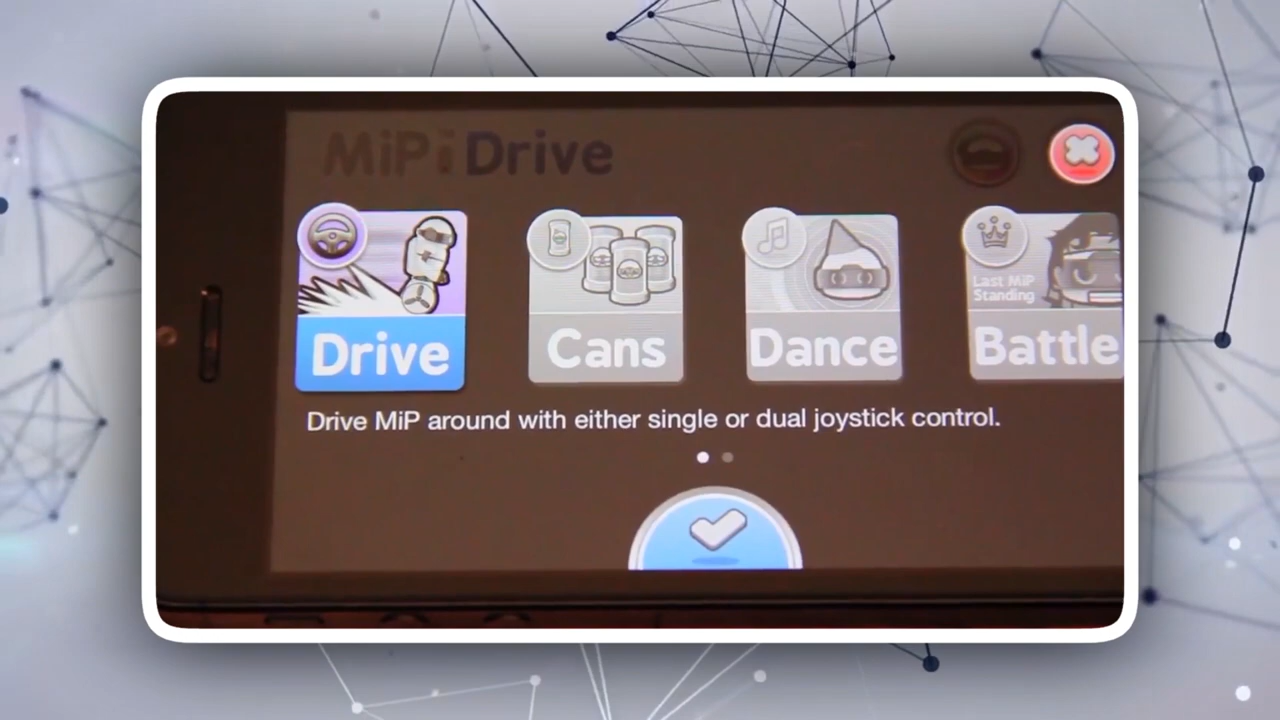 MiP Drive
Drive
Cans
Dance
Last MiP
Standing
Battle
Drive MiP around with either single or dual joystick control.